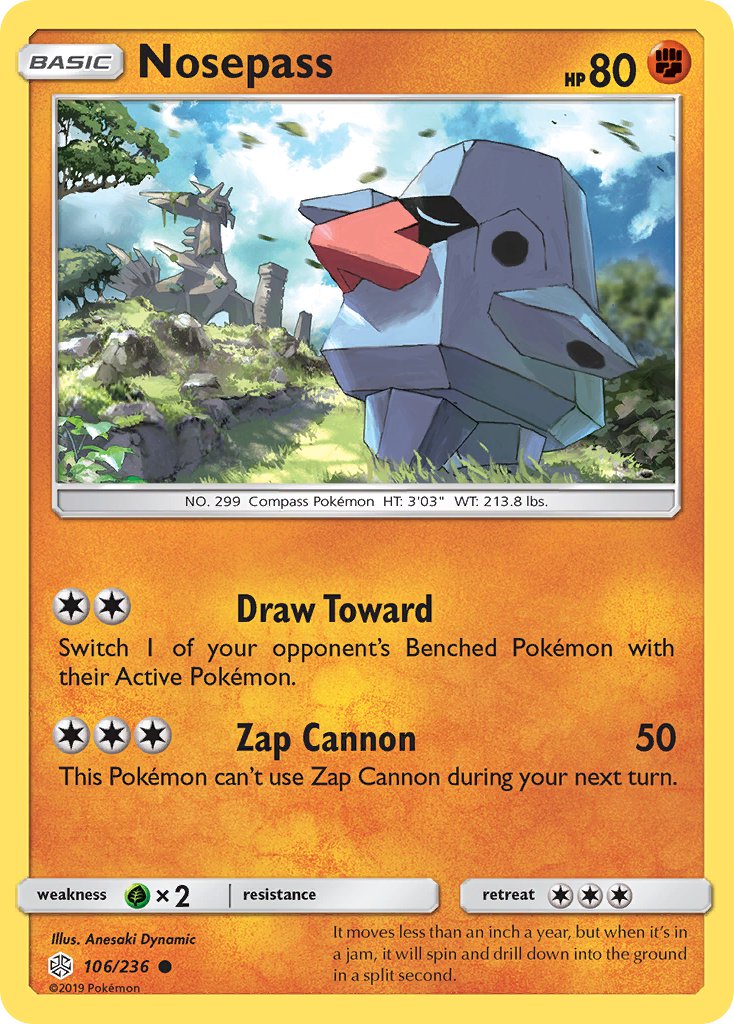 BASIC Nosepass HP 80
NO. 299 Compass Pokémon HT: 3'03" WT: 213.8 lbs.
Draw Toward
Switch 1 of your opponent's Benched Pokémon with
their Active Pokémon.
Zap Cannon 50
This Pokémon can't use Zap Cannon during your next turn.
weakness × 2 resistance retreat
Illus. Anesaki Dynamic
106/236
©2019 Pokémon
It moves less than an inch a year, but when it's in
a jam, it will spin and drill down into the ground
in a split second.